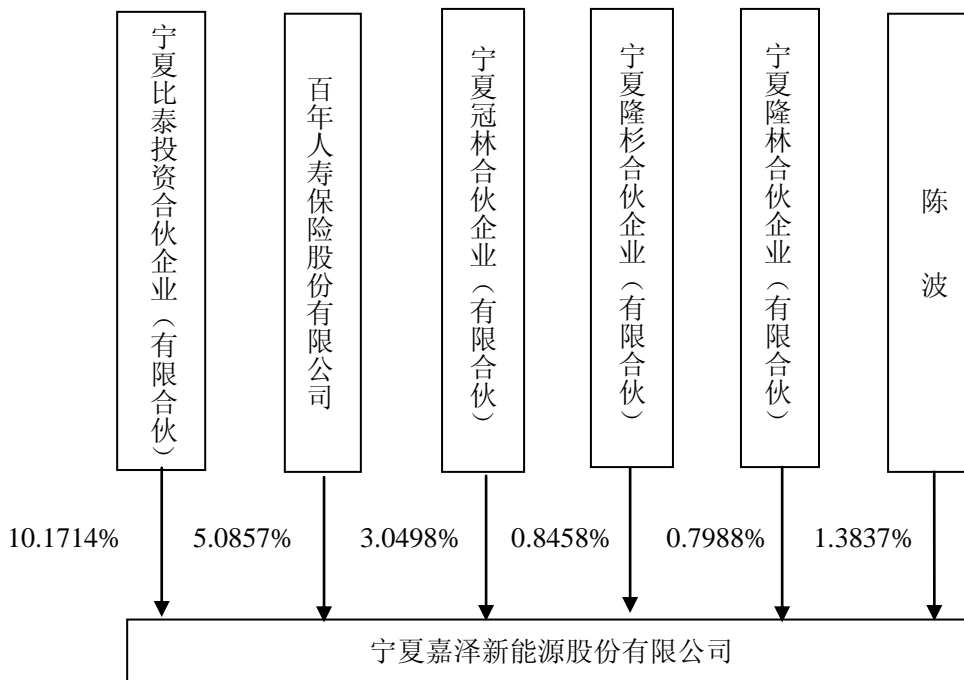 宁夏比泰投资合伙企业（有限合伙）
百年人寿保险股份有限公司
宁夏冠林合伙企业（有限合伙）
宁夏隆杉合伙企业（有限合伙）
宁夏隆林合伙企业（有限合伙）
陈波
10.1714% 5.0857% 3.0498% 0.8458% 0.7988% 1.3837%
宁夏嘉泽新能源股份有限公司